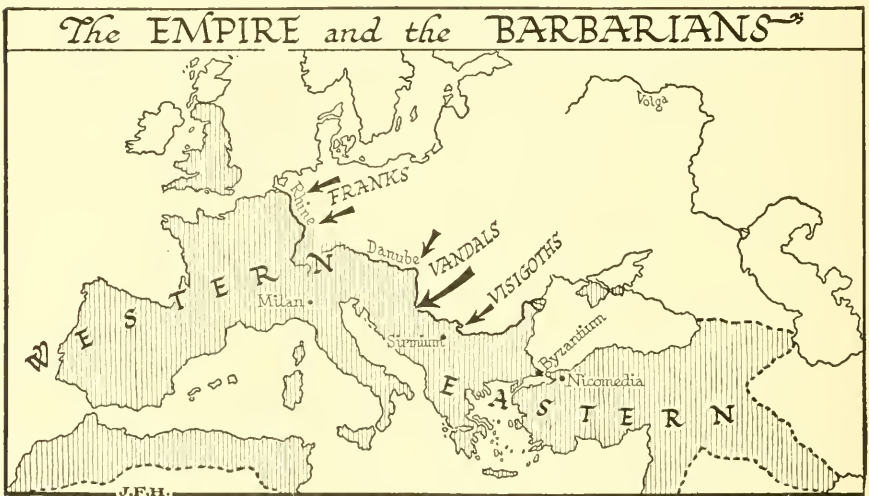 The EMPIRE and the BARBARIANS
Volga
Rhine
FRANKS
Danube
VANDALS
VISIGOTHS
WESTERN
Milan
Sirmium
Byzantium
Nicomedia
EASTERN
J.F.H.